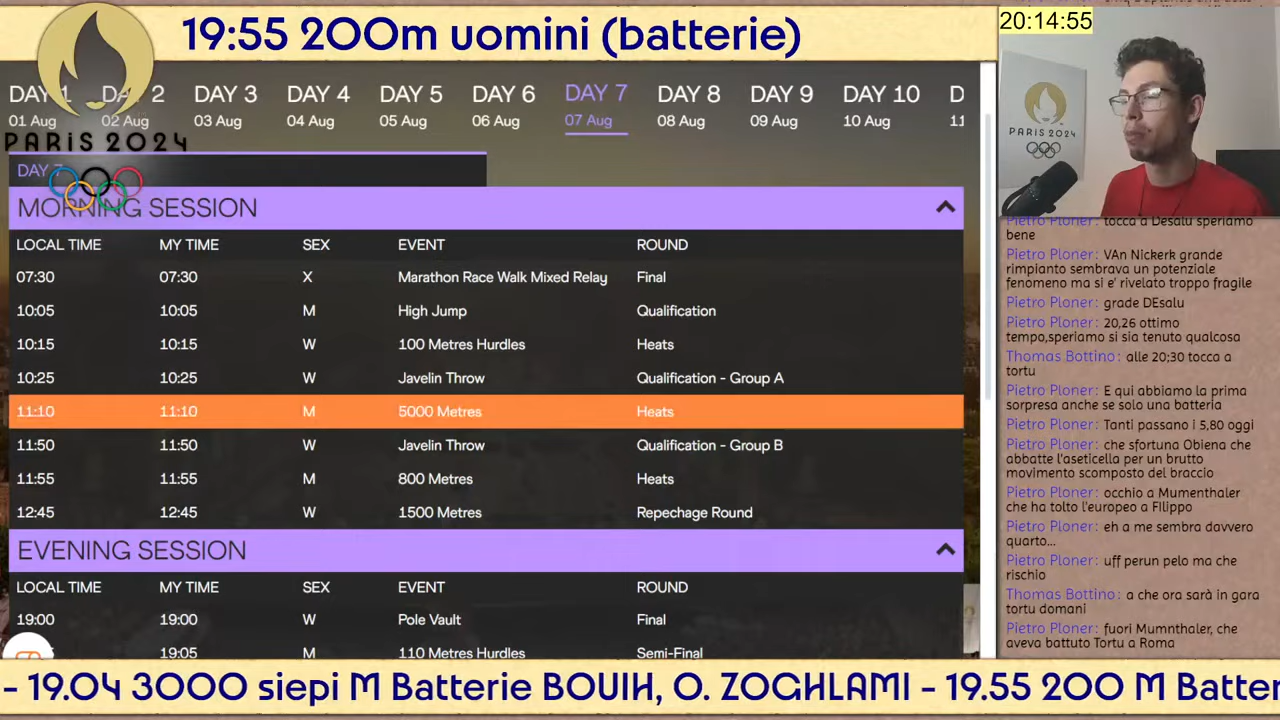 19:55 200m uomini (batterie)
20:14:55
PARIS 2024
DAY 1 DAY 2 DAY 3 DAY 4 DAY 5 DAY 6 DAY 7 DAY 8 DAY 9 DAY 10 D
01 Aug 02 Aug 03 Aug 04 Aug 05 Aug 06 Aug 07 Aug 08 Aug 09 Aug 10 Aug 11
PARIS 2024
DAY 7
MORNING SESSION
LOCAL TIME MY TIME SEX EVENT ROUND
07:30 07:30 X Marathon Race Walk Mixed Relay Final
10:05 10:05 M High Jump Qualification
10:15 10:15 W 100 Metres Hurdles Heats
10:25 10:25 W Javelin Throw Qualification - Group A
11:10 11:10 M 5000 Metres Heats
11:50 11:50 W Javelin Throw Qualification - Group B
11:55 11:55 M 800 Metres Heats
12:45 12:45 W 1500 Metres Repechage Round
EVENING SESSION
LOCAL TIME MY TIME SEX EVENT ROUND
19:00 19:00 W Pole Vault Final
19:05 M 110 Metres Hurdles Semi-Final
Pietro Ploner: tocca a Desalu speriamo
bene
Pietro Ploner: VAn Nickerk grande
rimpianto sembrava un potenziale
fenomeno ma si e' rivelato troppo fragile
Pietro Ploner: grade DEsalu
Pietro Ploner: 20,26 ottimo
tempo,speriamo si sia tenuto qualcosa
Thomas Bottino: alle 20;30 tocca a
tortu
Pietro Ploner: E qui abbiamo la prima
sorpresa anche se solo una batteria
Pietro Ploner: Tanti passano i 5,80 oggi
Pietro Ploner: che sfortuna Obiena che
abbatte l'aseticella per un brutto
movimento scomposto del braccio
Pietro Ploner: occhio a Mumenthaler
che ha tolto l'europeo a FIlippo
Pietro Ploner: eh a me sembra davvero
quarto...
Pietro Ploner: uff perun pelo ma che
rischio
Thomas Bottino: a che ora sarà in gara
tortu domani
Pietro Ploner: fuori Mumnthaler, che
aveva battuto Tortu a Roma
- 19.04 3000 siepi M Batterie BOUIH, O. ZOGHLAMI - 19.55 200 M Batter